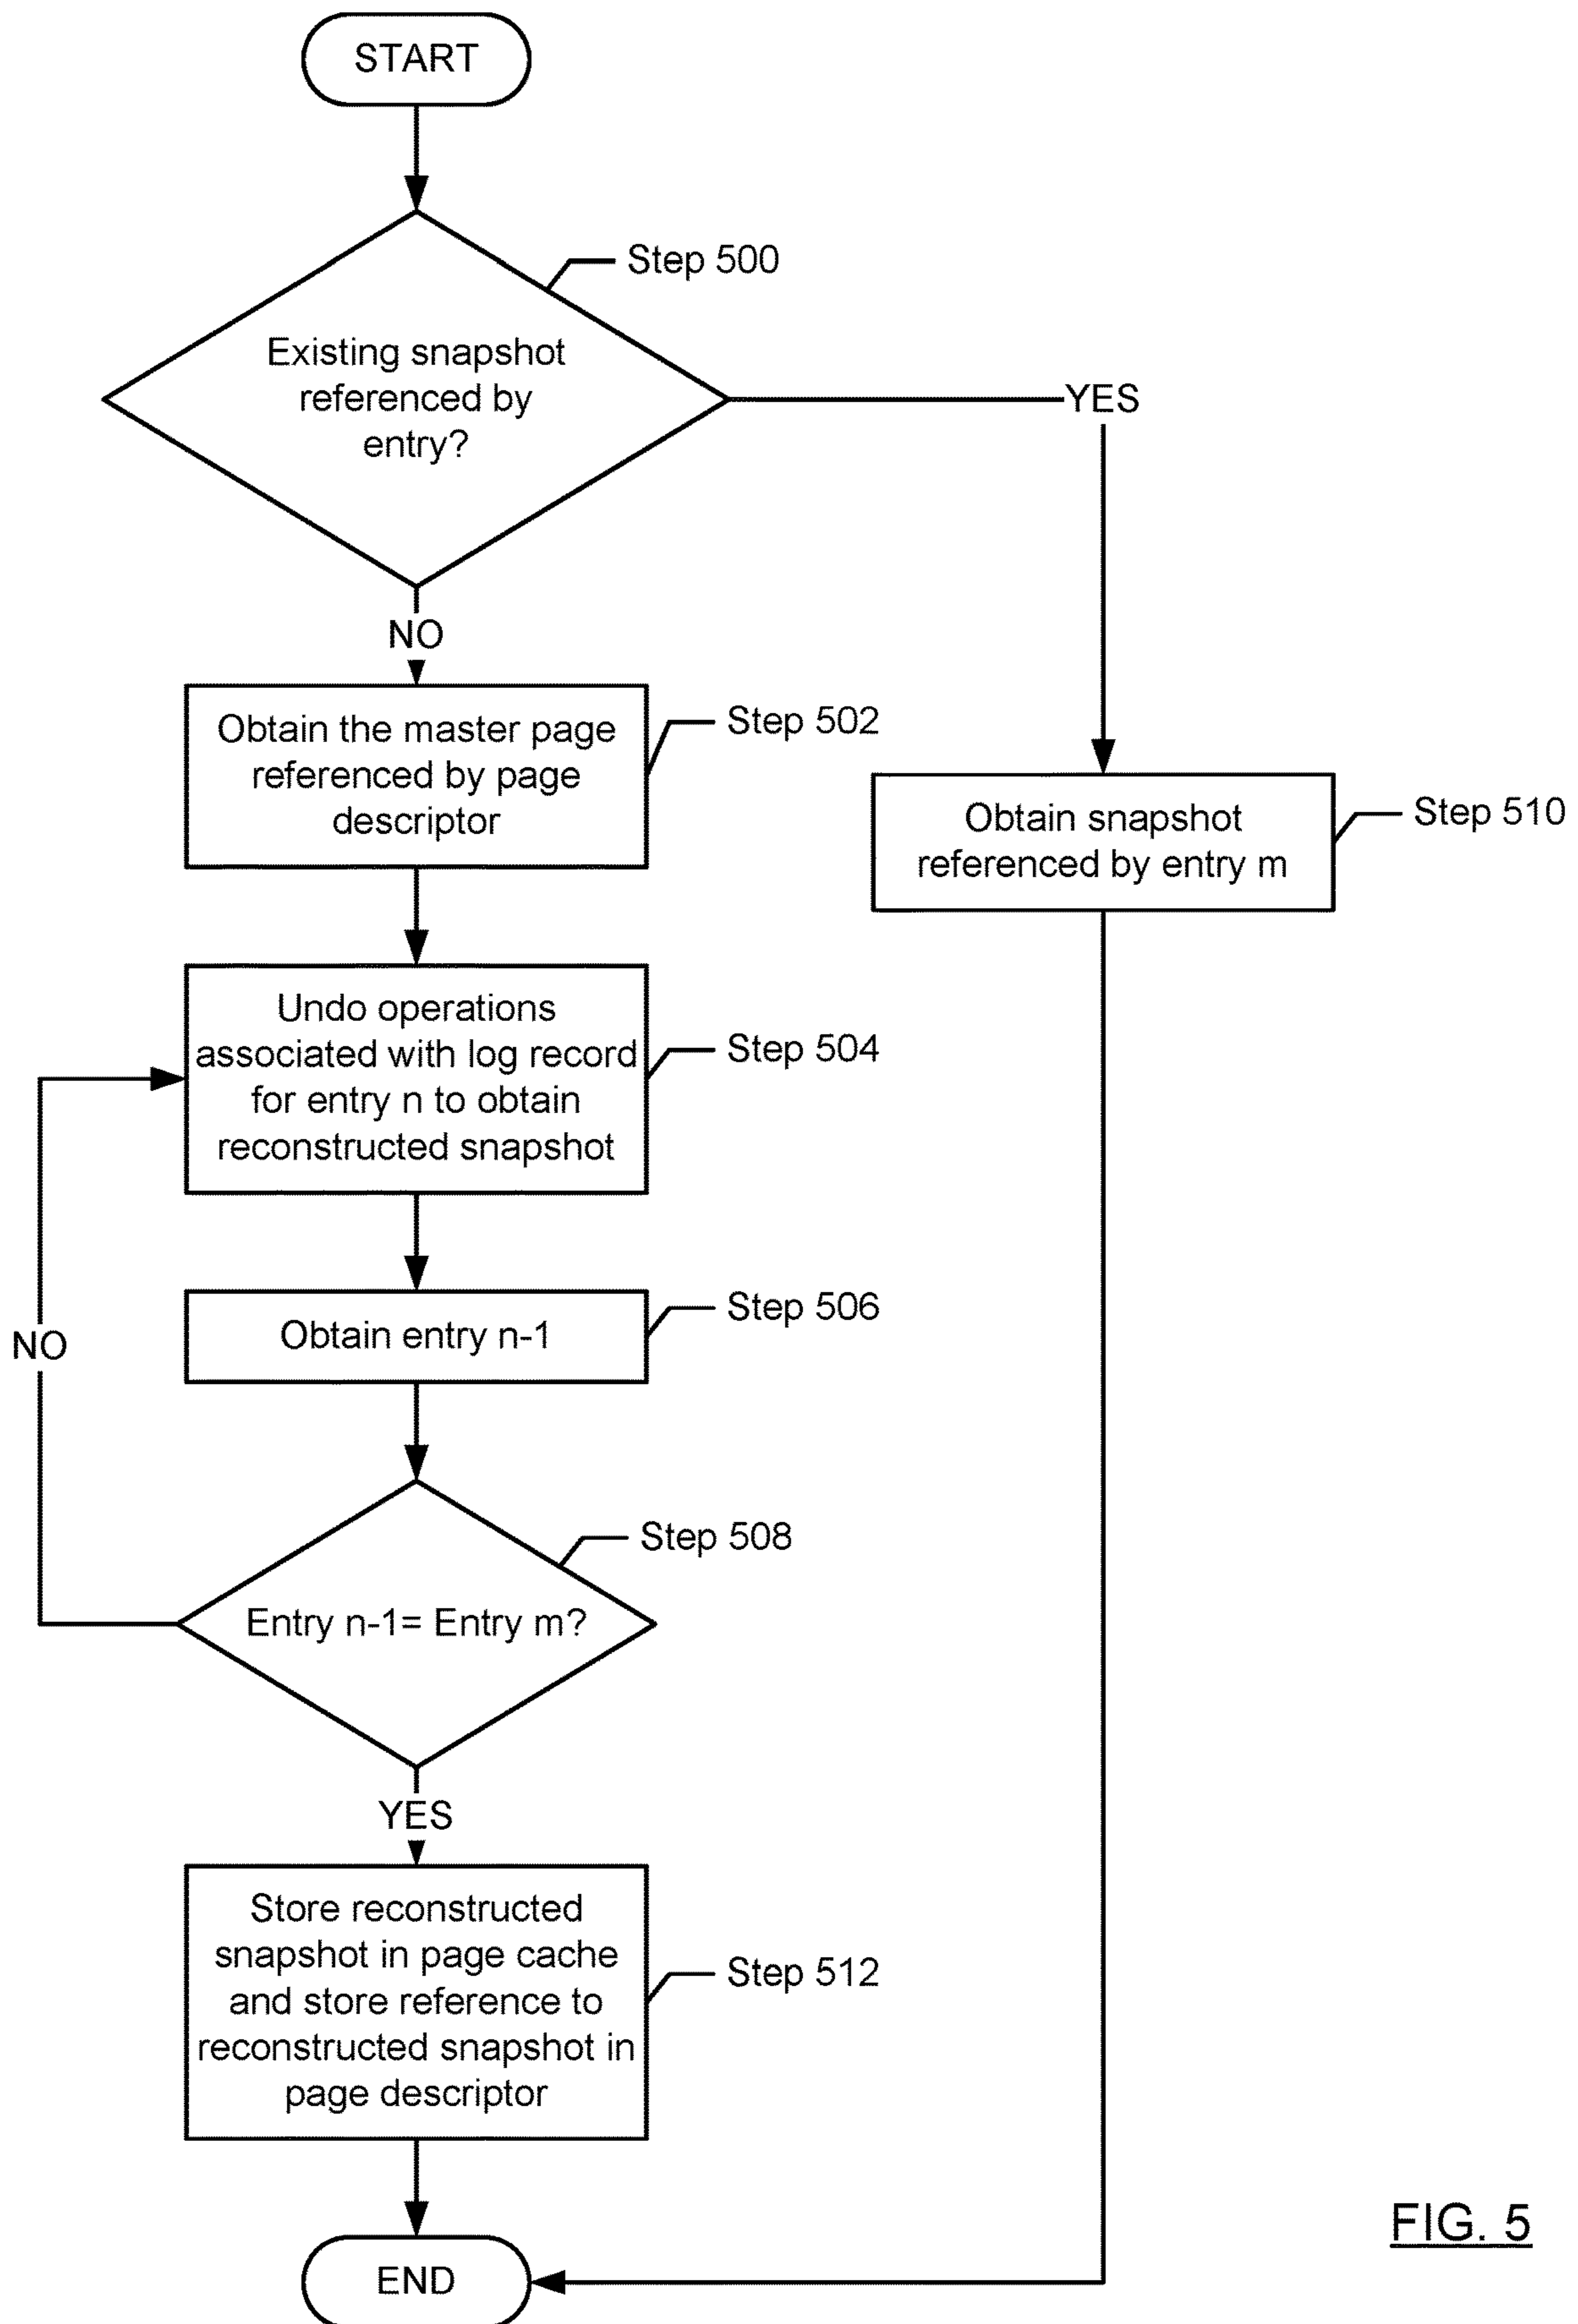 START
Step 500
Existing snapshot
referenced by
entry?
YES
NO
Obtain the master page
referenced by page
descriptor
Step 502
Obtain snapshot
referenced by entry m
Step 510
Undo operations
associated with log record
for entry n to obtain
reconstructed snapshot
Step 504
Obtain entry n-1
Step 506
NO
Step 508
Entry n-1= Entry m?
YES
Store reconstructed
snapshot in page cache
and store reference to
reconstructed snapshot in
page descriptor
Step 512
END
FIG. 5